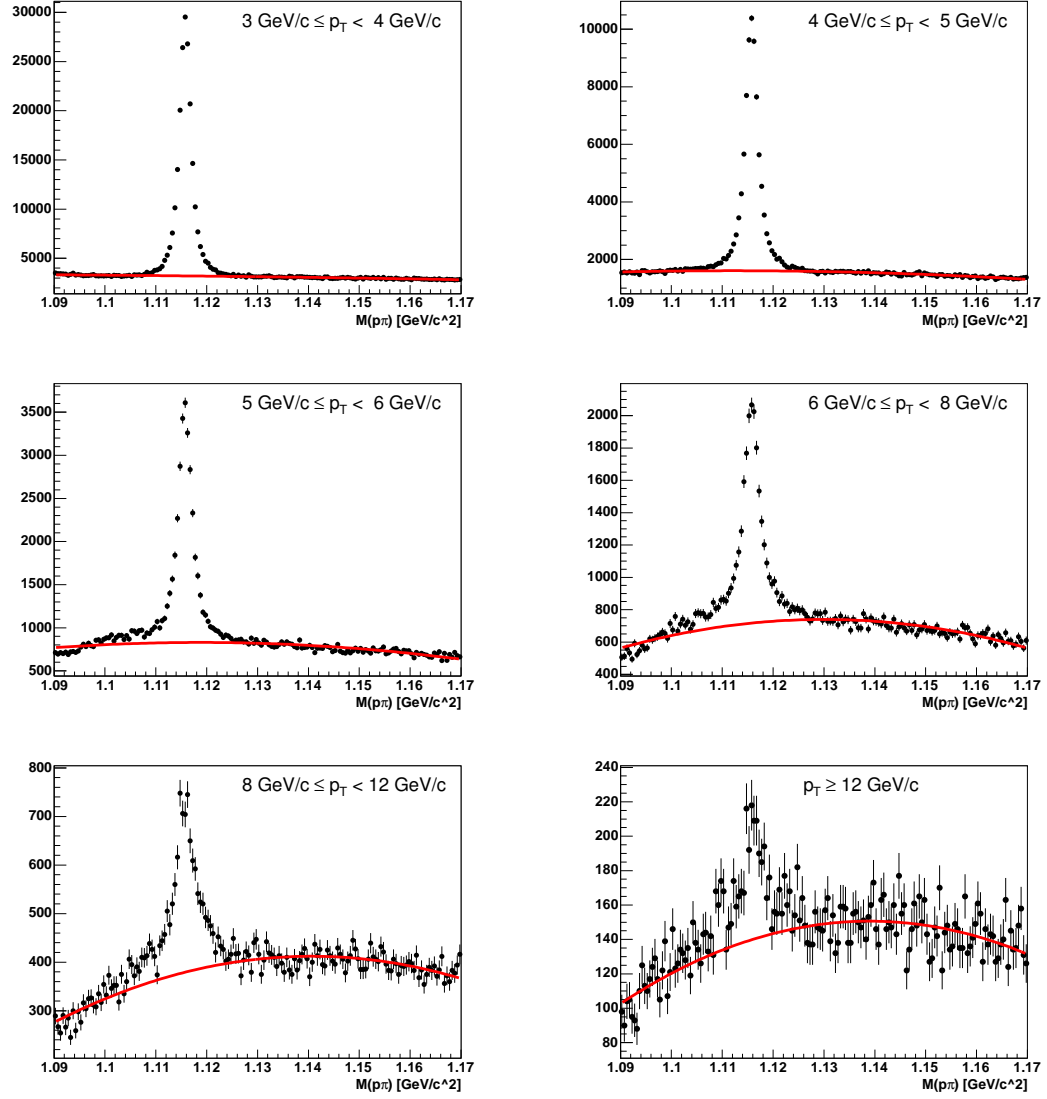 3 GeV/c ≤ p_T < 4 GeV/c
30000
25000
20000
15000
10000
5000
1.09 1.1 1.11 1.12 1.13 1.14 1.15 1.16 1.17
M(pπ) [GeV/c^2]
4 GeV/c ≤ p_T < 5 GeV/c
10000
8000
6000
4000
2000
1.09 1.1 1.11 1.12 1.13 1.14 1.15 1.16 1.17
M(pπ) [GeV/c^2]
5 GeV/c ≤ p_T < 6 GeV/c
3500
3000
2500
2000
1500
1000
500
1.09 1.1 1.11 1.12 1.13 1.14 1.15 1.16 1.17
M(pπ) [GeV/c^2]
6 GeV/c ≤ p_T < 8 GeV/c
2000
1800
1600
1400
1200
1000
800
600
400
1.09 1.1 1.11 1.12 1.13 1.14 1.15 1.16 1.17
M(pπ) [GeV/c^2]
8 GeV/c ≤ p_T < 12 GeV/c
800
700
600
500
400
300
1.09 1.1 1.11 1.12 1.13 1.14 1.15 1.16 1.17
M(pπ) [GeV/c^2]
p_T ≥ 12 GeV/c
240
220
200
180
160
140
120
100
80
1.09 1.1 1.11 1.12 1.13 1.14 1.15 1.16 1.17
M(pπ) [GeV/c^2]